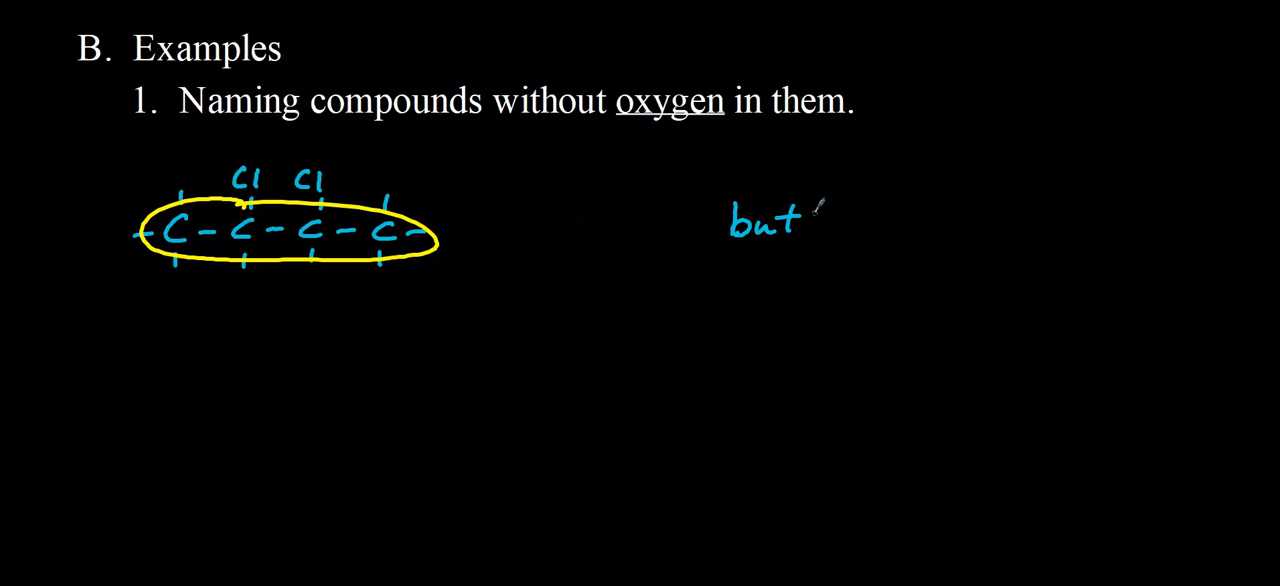 B. Examples
1. Naming compounds without oxygen in them.
Cl Cl
- C - C - C - C -
but